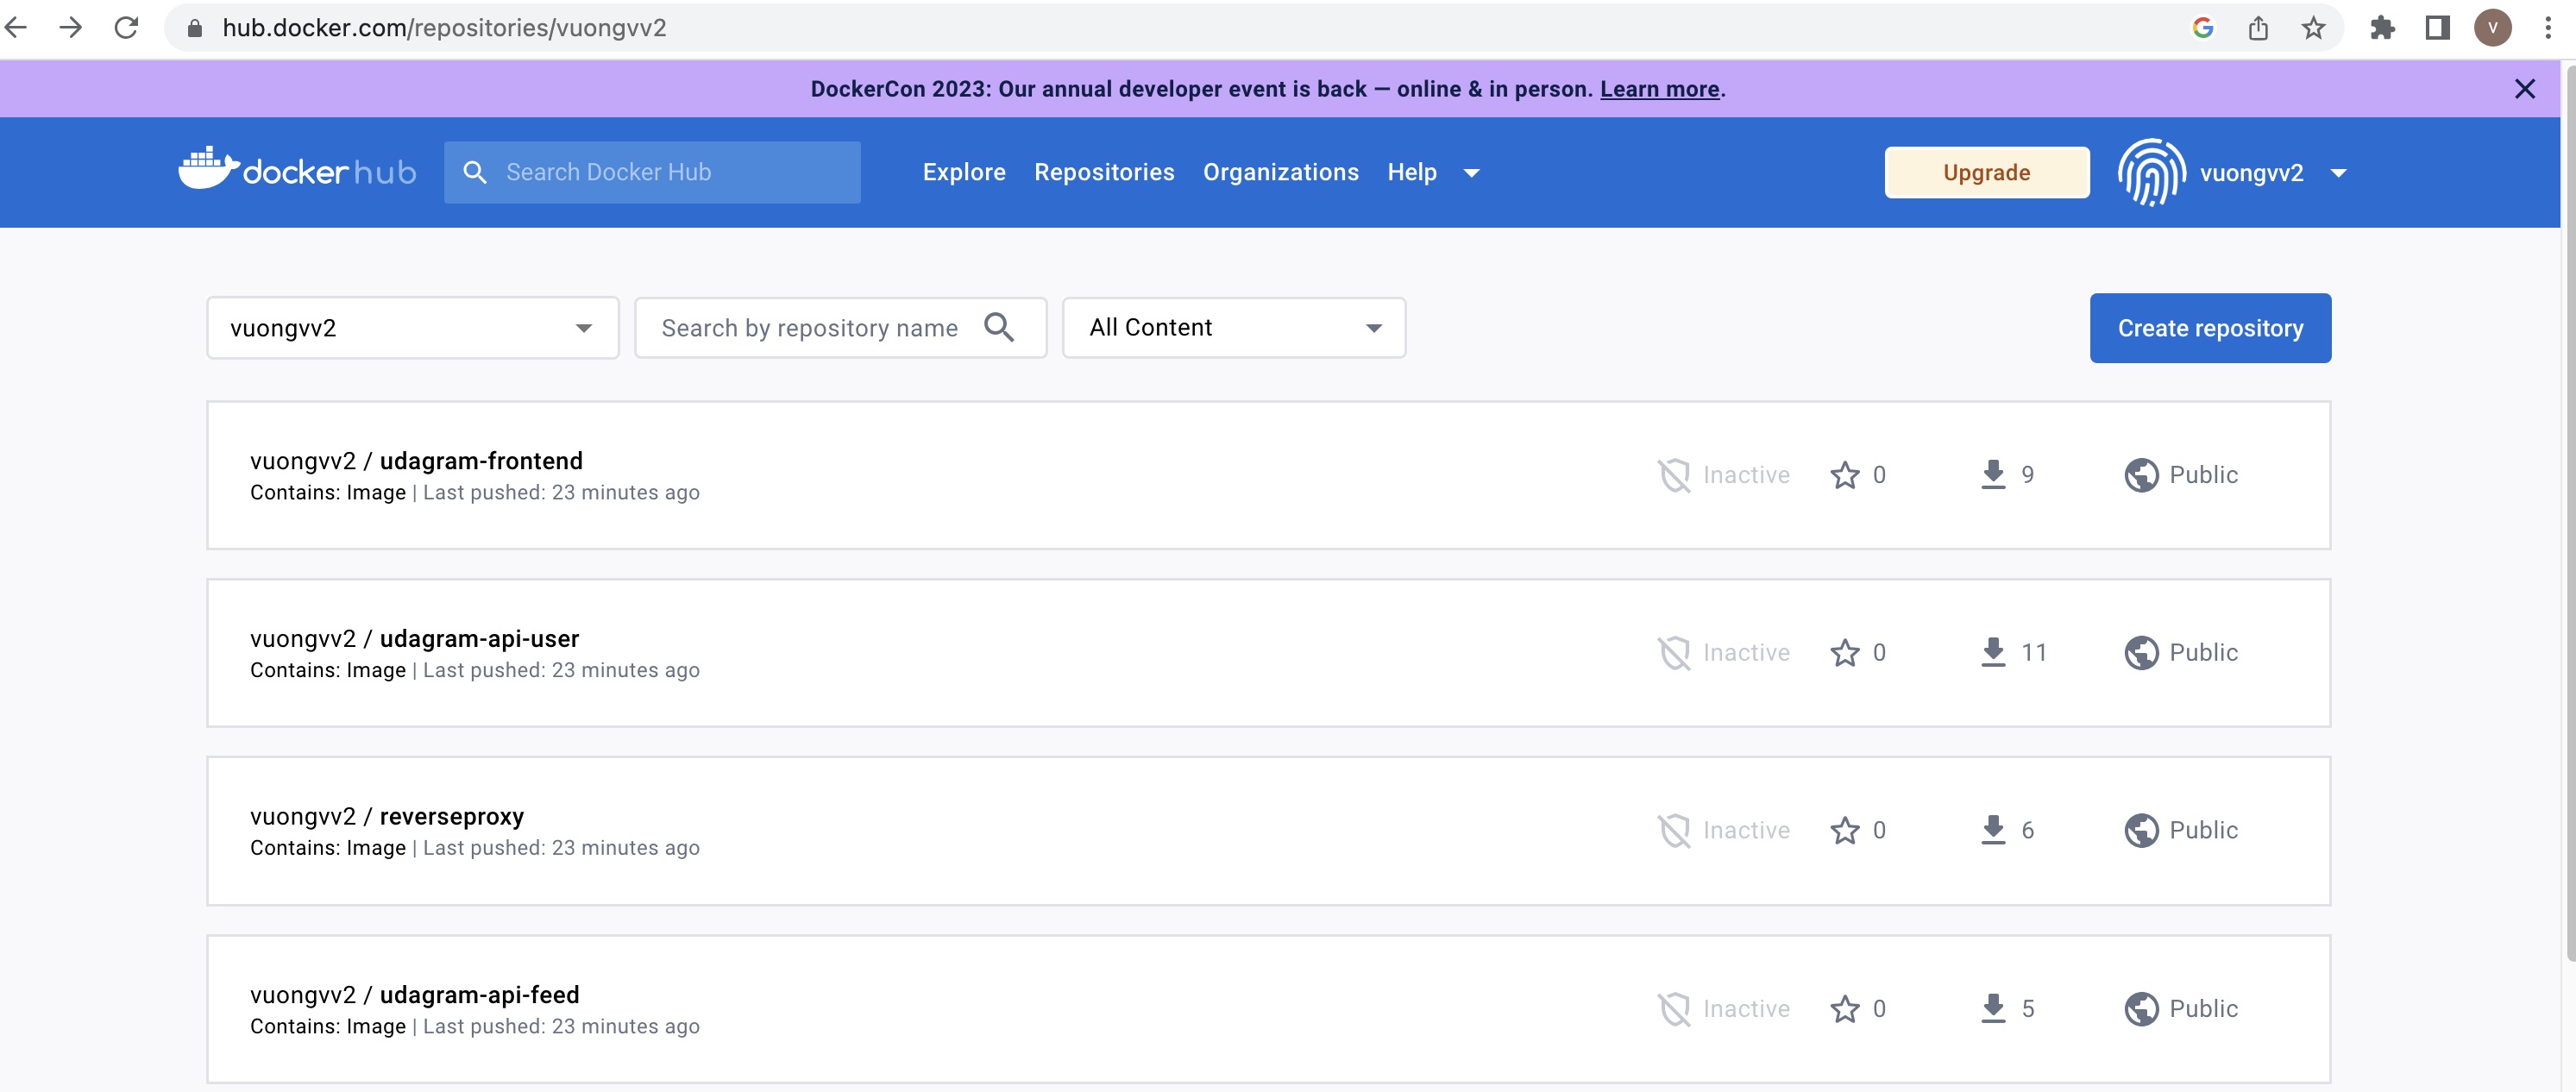 hub.docker.com/repositories/vuongvv2
V
DockerCon 2023: Our annual developer event is back — online & in person. Learn more.
docker hub
Search Docker Hub
Explore Repositories Organizations Help
Upgrade
vuongvv2
vuongvv2
Search by repository name
All Content
Create repository
vuongvv2 / udagram-frontend
Contains: Image | Last pushed: 23 minutes ago
Inactive 0 9 Public
vuongvv2 / udagram-api-user
Contains: Image | Last pushed: 23 minutes ago
Inactive 0 11 Public
vuongvv2 / reverseproxy
Contains: Image | Last pushed: 23 minutes ago
Inactive 0 6 Public
vuongvv2 / udagram-api-feed
Contains: Image | Last pushed: 23 minutes ago
Inactive 0 5 Public